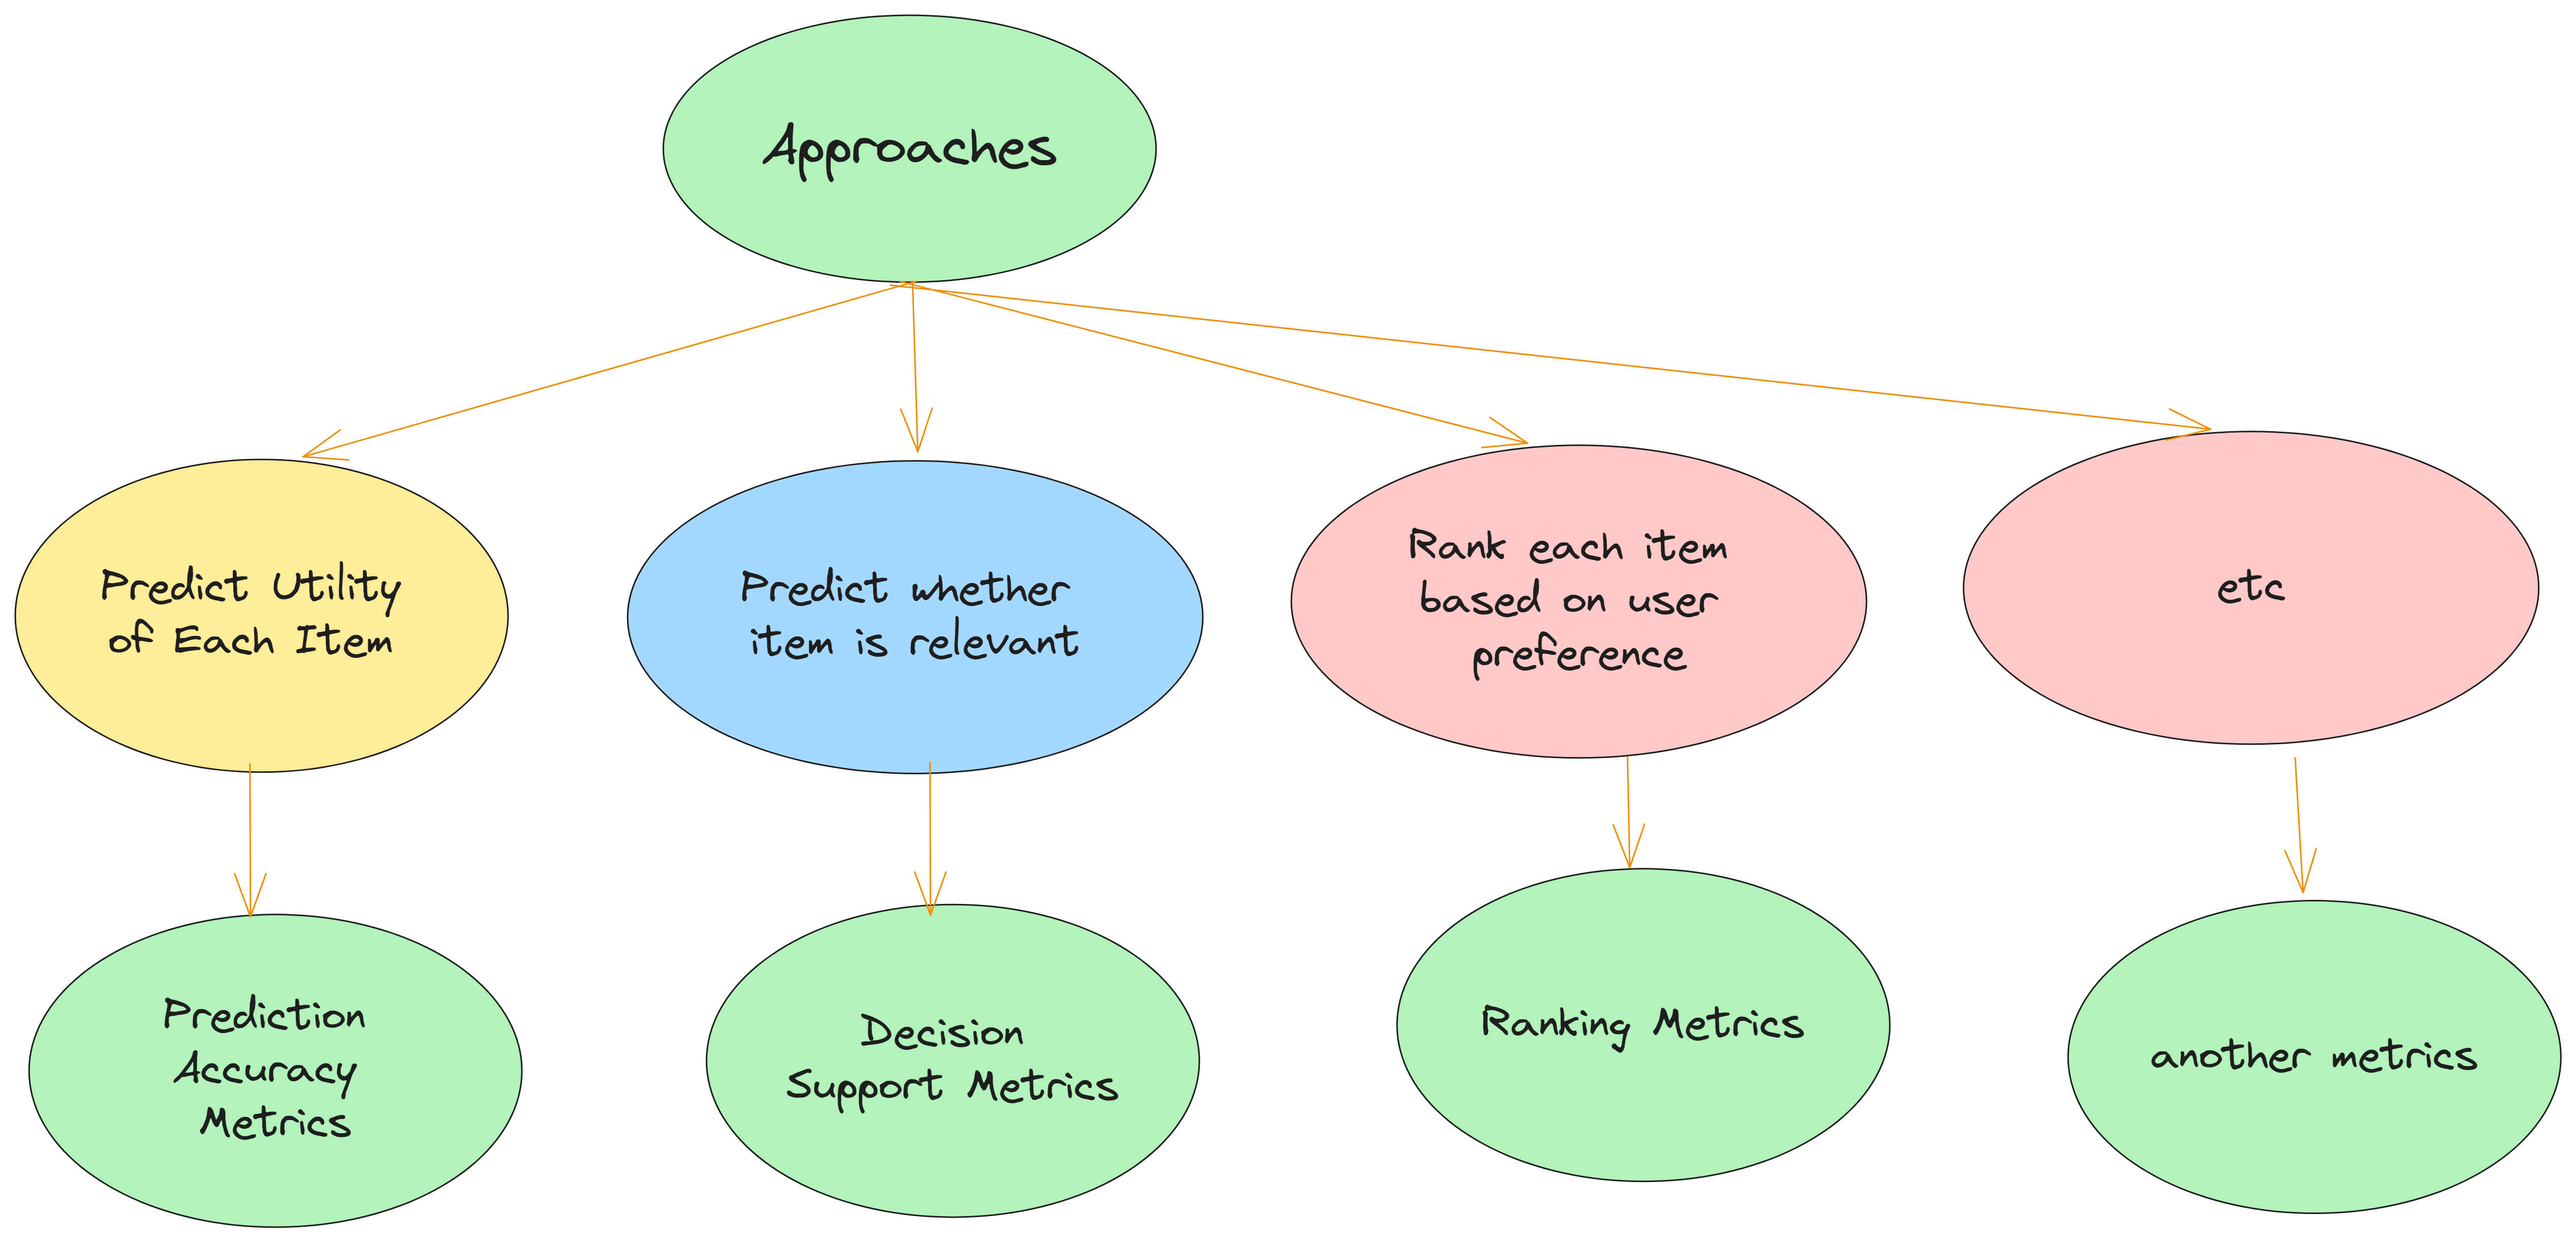 Approaches
Predict Utility
of Each Item
Predict whether
item is relevant
Rank each item
based on user
preference
etc
Prediction
Accuracy
Metrics
Decision
Support Metrics
Ranking Metrics
another metrics